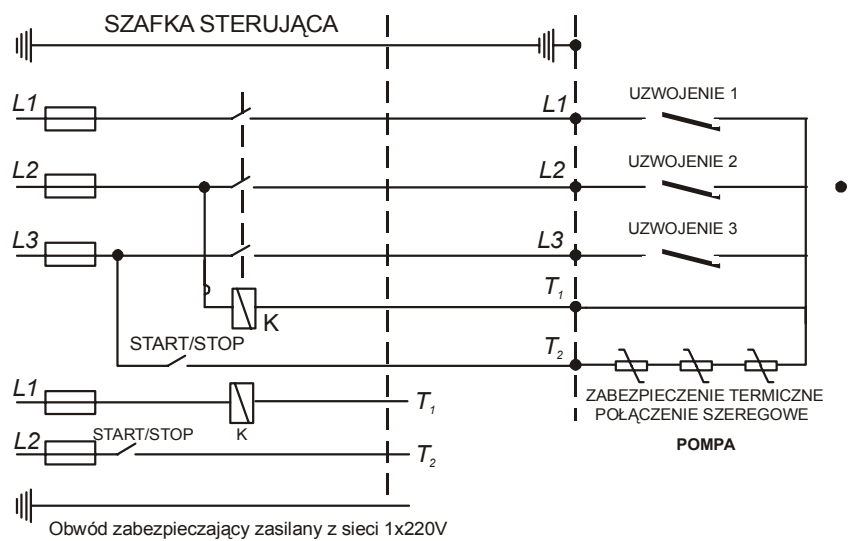 SZAFKA STERUJĄCA
L1
L1
UZWOJENIE 1
L2
L2
UZWOJENIE 2
L3
L3
UZWOJENIE 3
T1
K
START/STOP
T2
ZABEZPIECZENIE TERMICZNE
POŁĄCZENIE SZEREGOWE
POMPA
L1
K
T1
L2
START/STOP
T2
Obwód zabezpieczający zasilany z sieci 1x220V